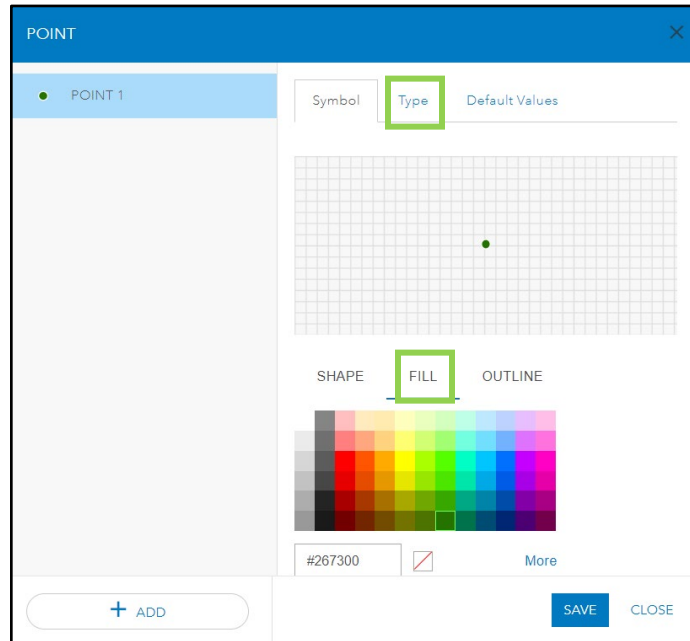 POINT
POINT 1
Symbol Type Default Values
SHAPE FILL OUTLINE
#267300 More
+ ADD
SAVE CLOSE